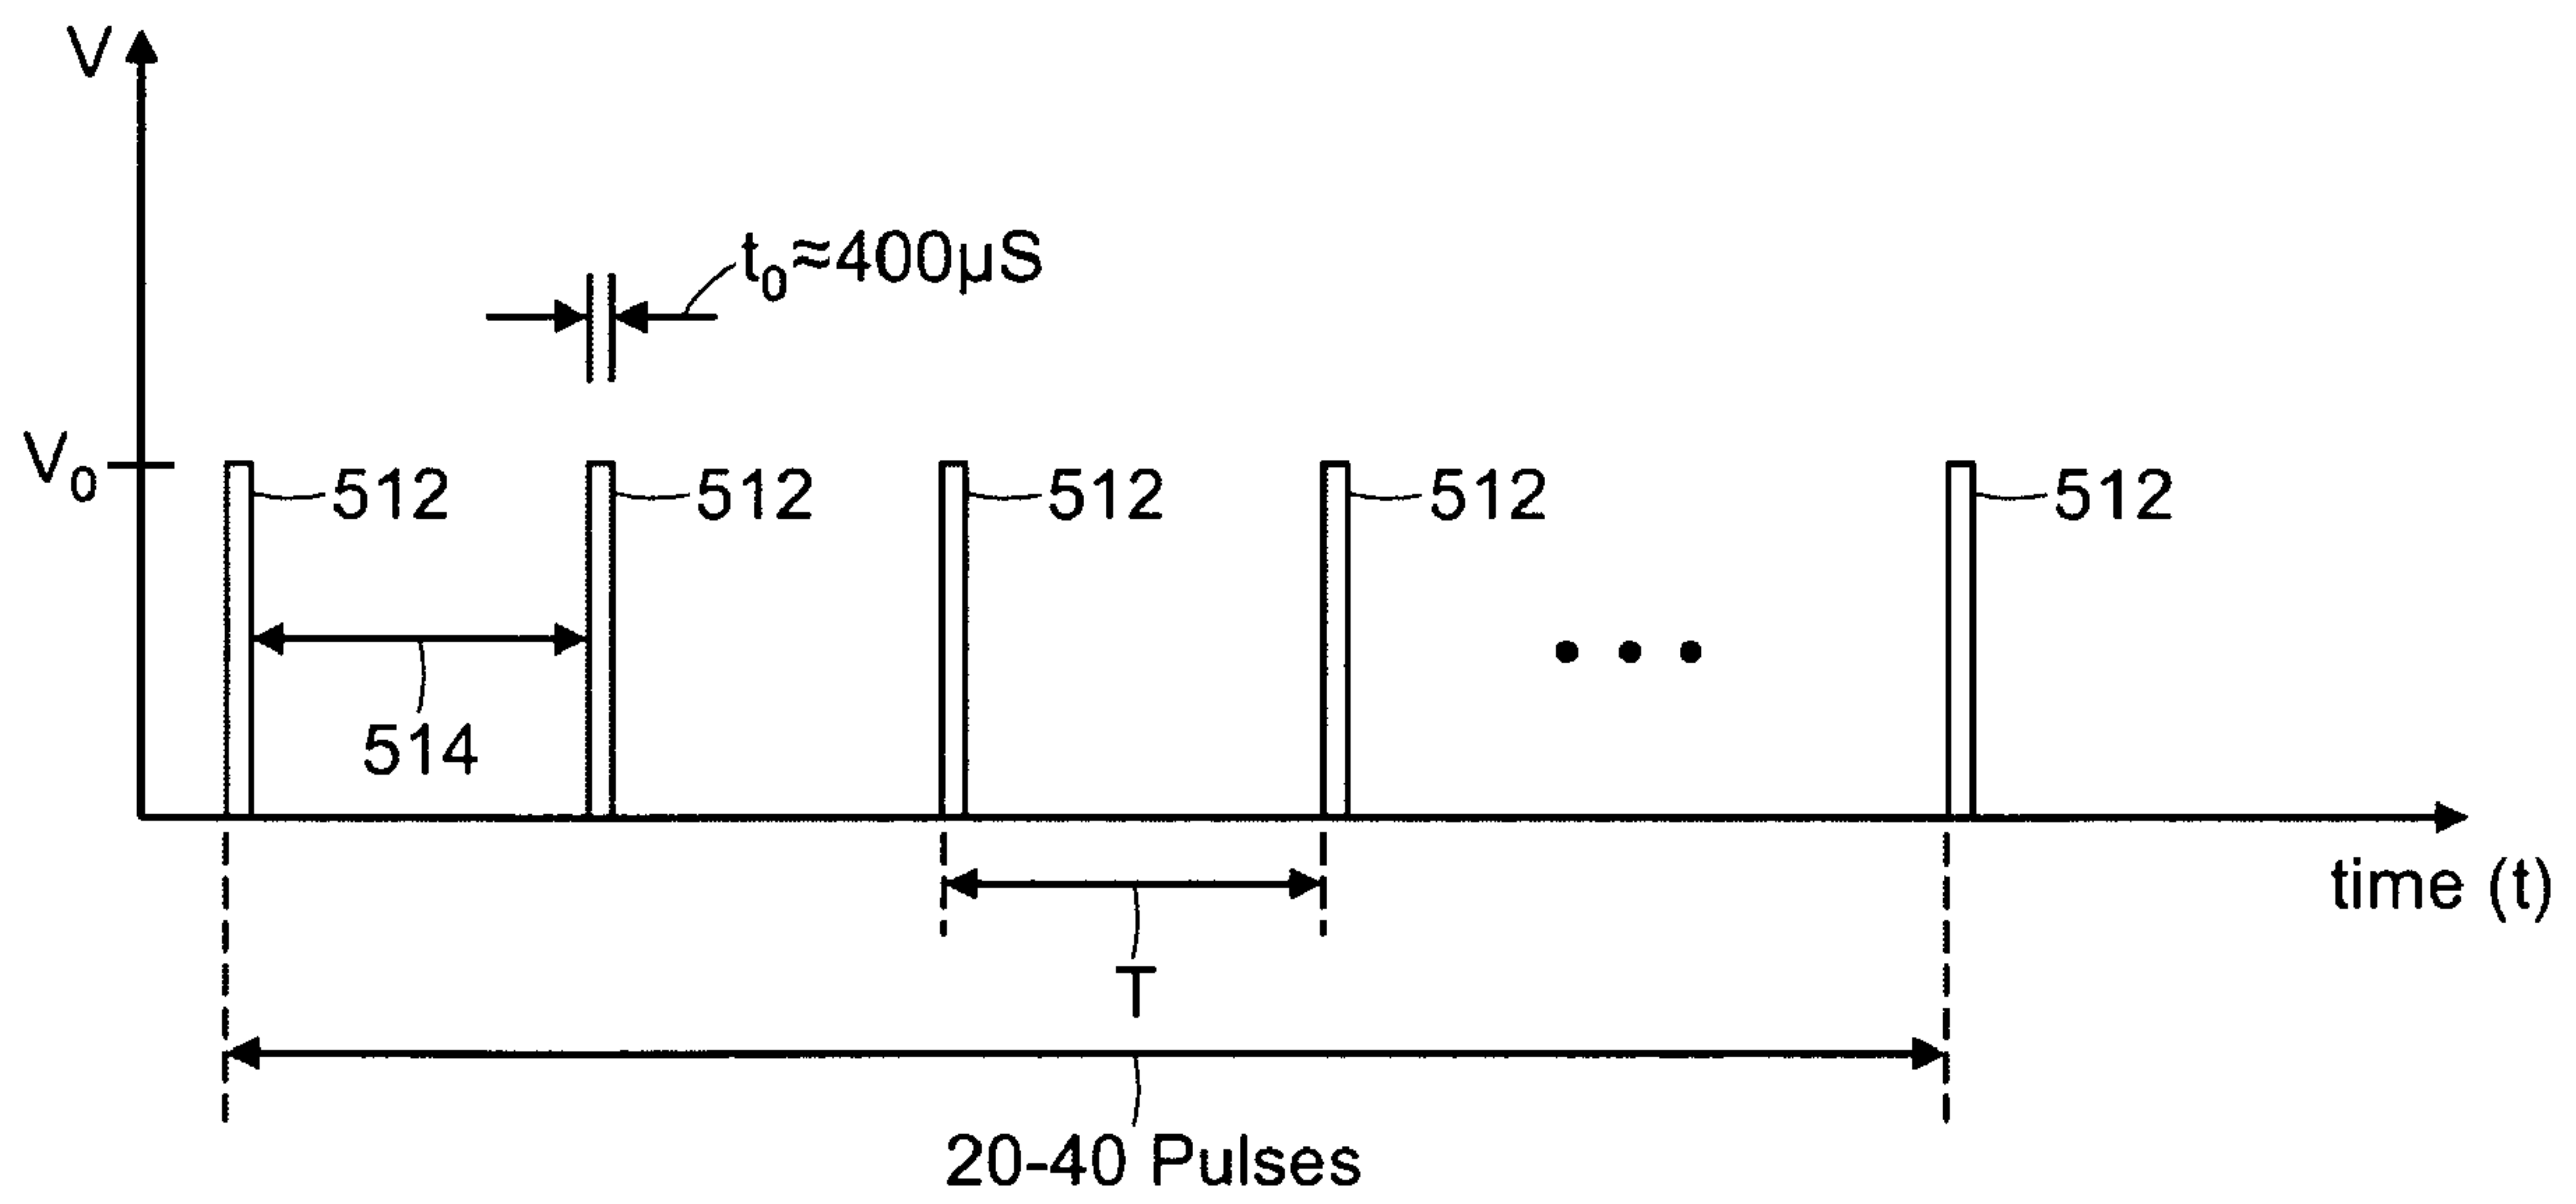 V
t₀≈400µS
V₀
512 512 512 512 512
514
time (t)
T
20-40 Pulses